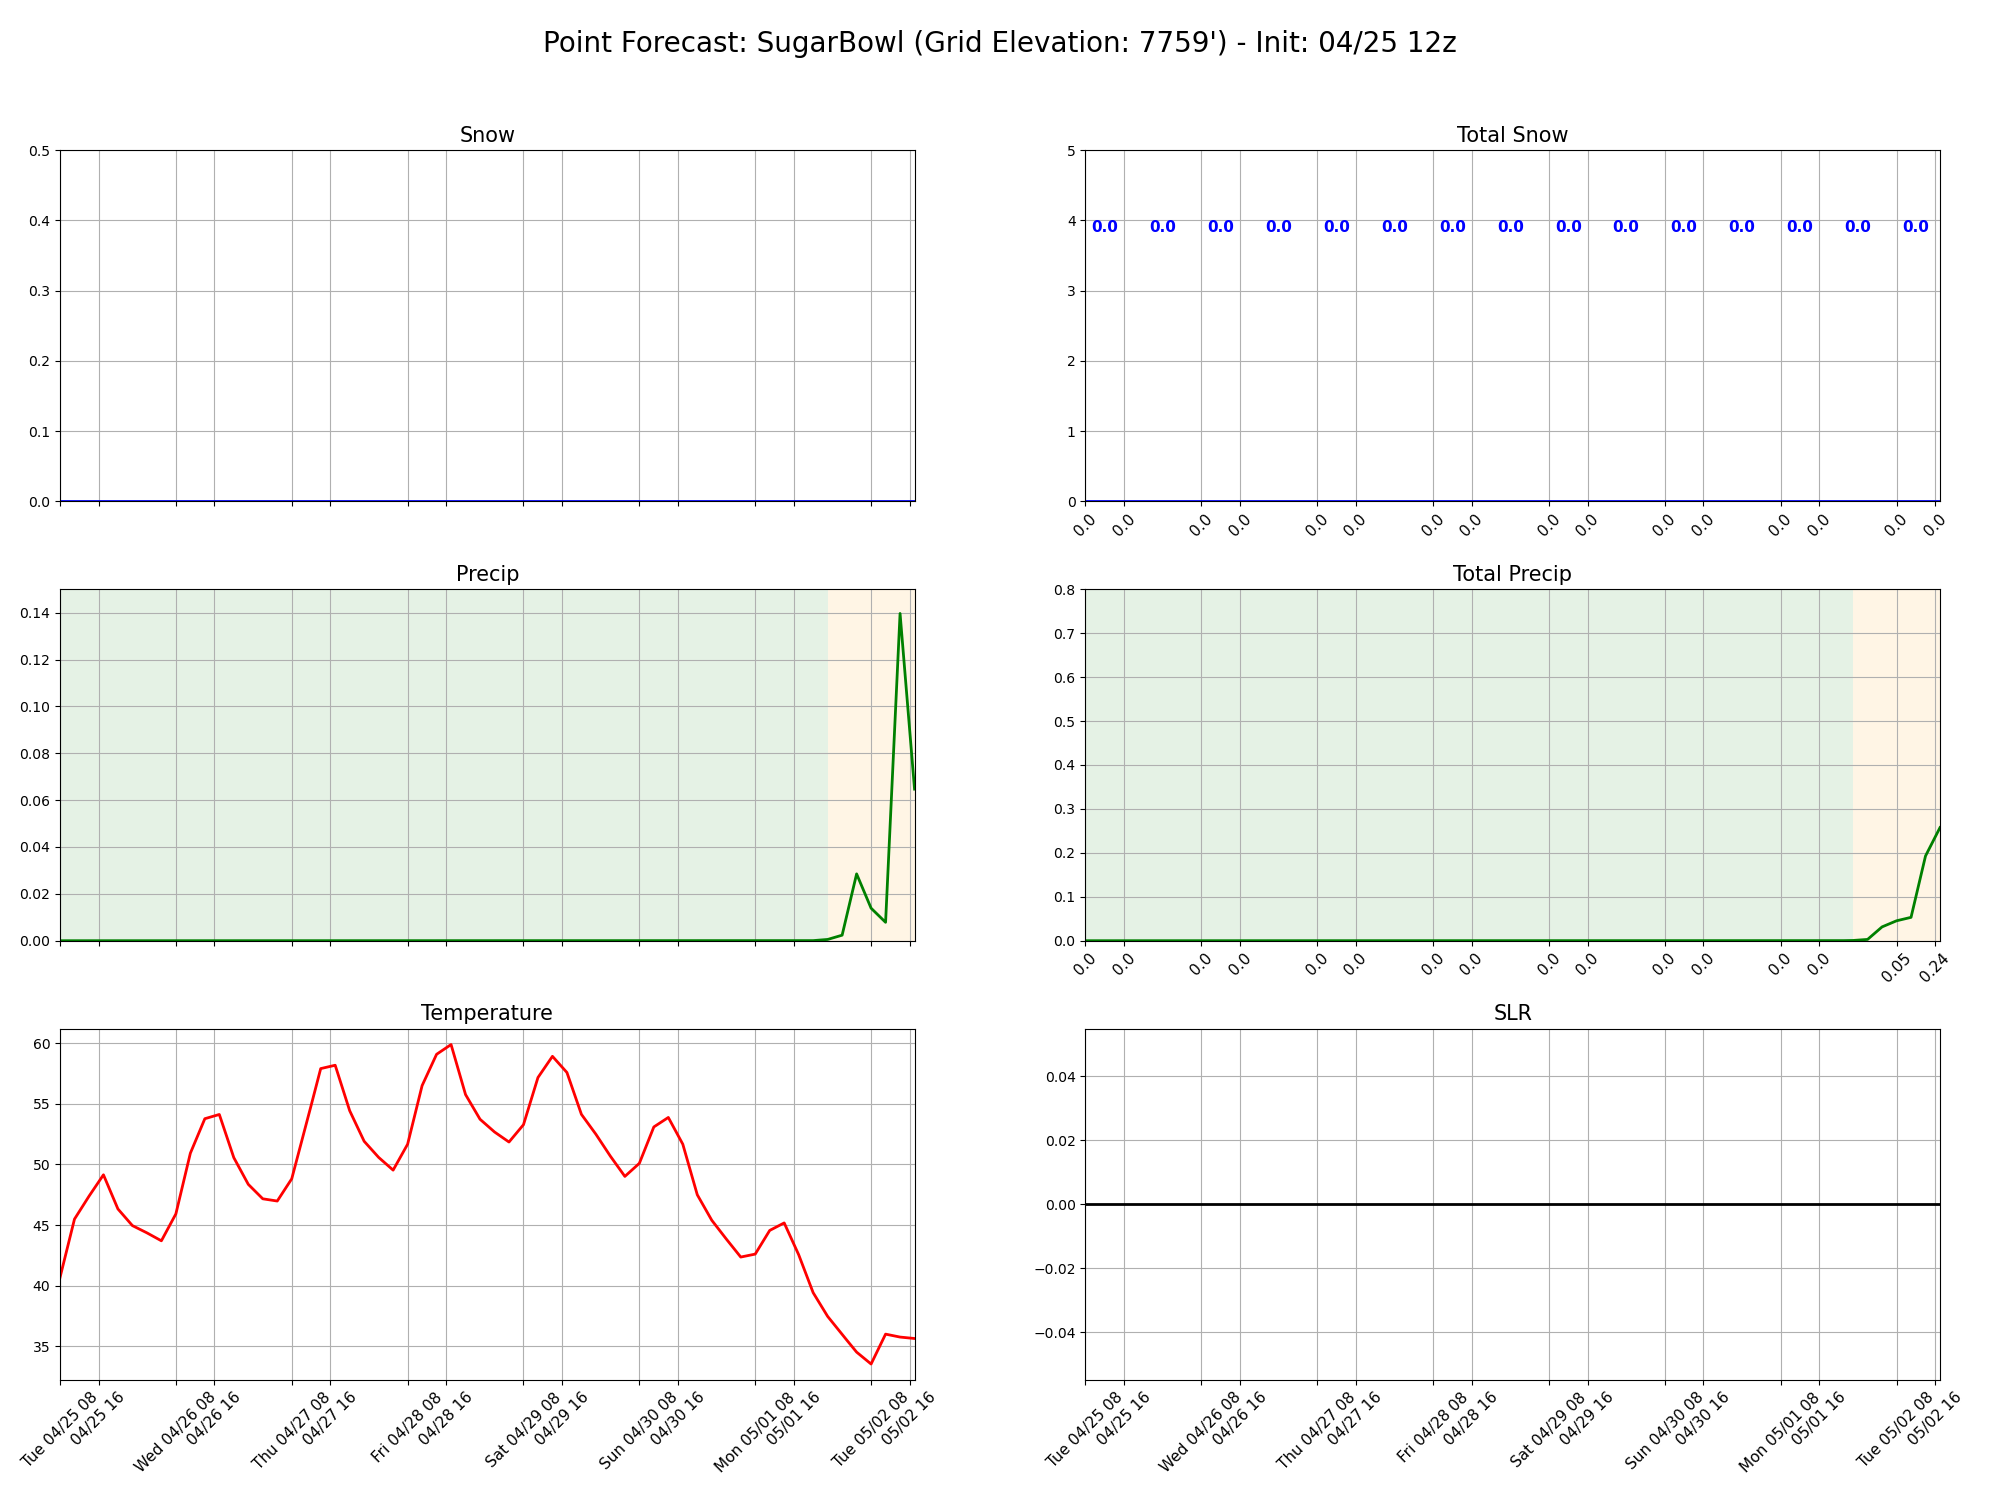 Point Forecast: SugarBowl (Grid Elevation: 7759') - Init: 04/25 12z
Snow
0.5
0.4
0.3
0.2
0.1
0.0
Total Snow
5
4
3
2
1
0
0.0 0.0 0.0 0.0 0.0 0.0 0.0 0.0 0.0 0.0 0.0 0.0 0.0 0.0 0.0
0.0 0.0 0.0 0.0 0.0 0.0 0.0 0.0 0.0 0.0 0.0 0.0 0.0 0.0 0.0 0.0
Precip
0.14
0.12
0.10
0.08
0.06
0.04
0.02
0.00
Total Precip
0.8
0.7
0.6
0.5
0.4
0.3
0.2
0.1
0.0
0.0 0.0 0.0 0.0 0.0 0.0 0.0 0.0 0.0 0.0 0.0 0.0 0.0 0.0 0.05 0.24
Temperature
60
55
50
45
40
35
Tue 04/25 08
04/25 16
Wed 04/26 08
04/26 16
Thu 04/27 08
04/27 16
Fri 04/28 08
04/28 16
Sat 04/29 08
04/29 16
Sun 04/30 08
04/30 16
Mon 05/01 08
05/01 16
Tue 05/02 08
05/02 16
SLR
0.04
0.02
0.00
−0.02
−0.04
Tue 04/25 08
04/25 16
Wed 04/26 08
04/26 16
Thu 04/27 08
04/27 16
Fri 04/28 08
04/28 16
Sat 04/29 08
04/29 16
Sun 04/30 08
04/30 16
Mon 05/01 08
05/01 16
Tue 05/02 08
05/02 16